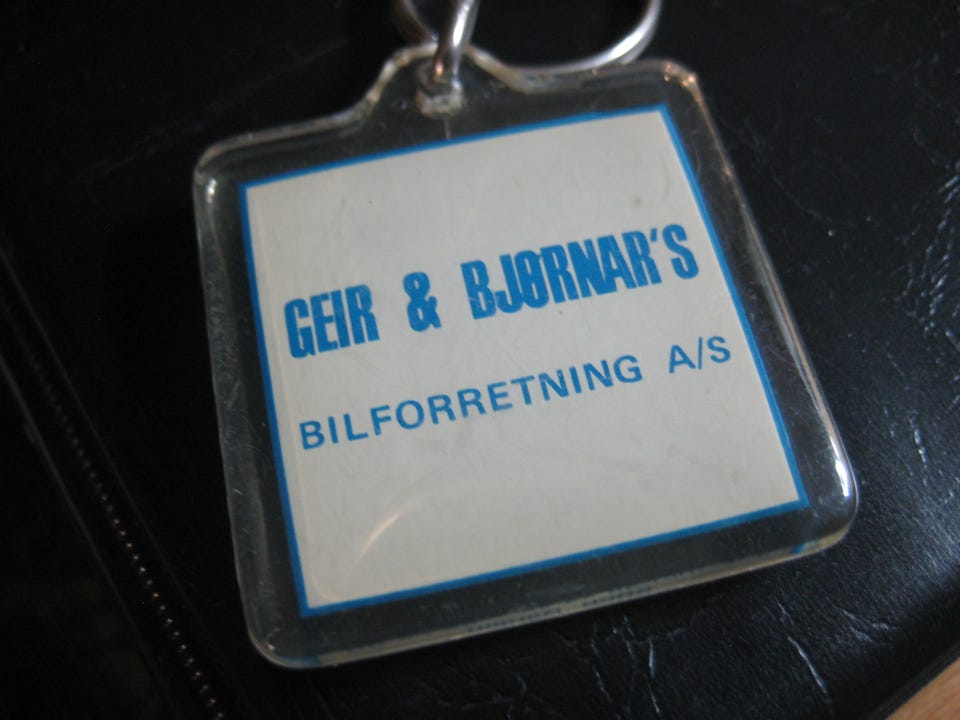 GEIR & BJØRNAR'S
BILFORRETNING A/S